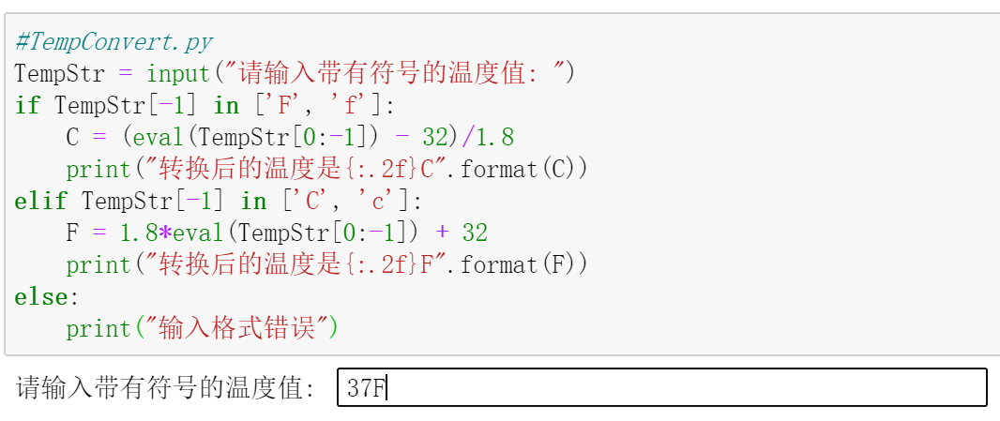 #TempConvert.py
TempStr = input("请输入带有符号的温度值: ")
if TempStr[-1] in ['F', 'f']:
    C = (eval(TempStr[0:-1]) - 32)/1.8
    print("转换后的温度是{:.2f}C".format(C))
elif TempStr[-1] in ['C', 'c']:
    F = 1.8*eval(TempStr[0:-1]) + 32
    print("转换后的温度是{:.2f}F".format(F))
else:
    print("输入格式错误")
请输入带有符号的温度值: 37F